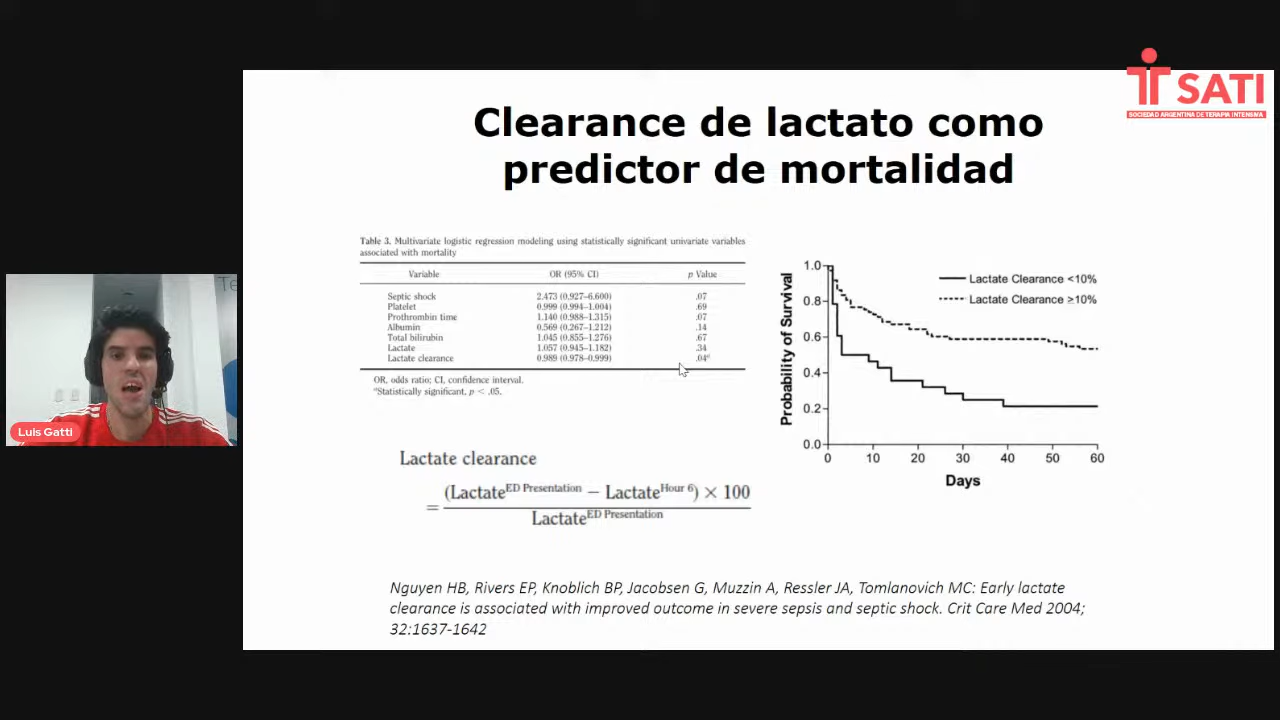 SATI
SOCIEDAD ARGENTINA DE TERAPIA INTENSIVA
Clearance de lactato como
predictor de mortalidad
Table 3. Multivariate logistic regression modeling using statistically significant univariate variables
associated with mortality
Variable OR (95% CI) p Value
Septic shock 2.473 (0.927–6.600) .07
Platelet 0.999 (0.994–1.004) .69
Prothrombin time 1.140 (0.988–1.315) .07
Albumin 0.569 (0.267–1.212) .14
Total bilirubin 1.045 (0.855–1.276) .67
Lactate 1.057 (0.945–1.182) .34
Lactate clearance 0.989 (0.978–0.999) .04ᵃ
OR, odds ratio; CI, confidence interval.
ᵃStatistically significant, p < .05.
Lactate Clearance <10%
Lactate Clearance ≥10%
Probability of Survival
1.0
0.8
0.6
0.4
0.2
0.0
0 10 20 30 40 50 60
Days
Luis Gatti
Lactate clearance
= (Lactate^ED Presentation − Lactate^Hour 6) × 100
Lactate^ED Presentation
Nguyen HB, Rivers EP, Knoblich BP, Jacobsen G, Muzzin A, Ressler JA, Tomlanovich MC: Early lactate
clearance is associated with improved outcome in severe sepsis and septic shock. Crit Care Med 2004;
32:1637-1642